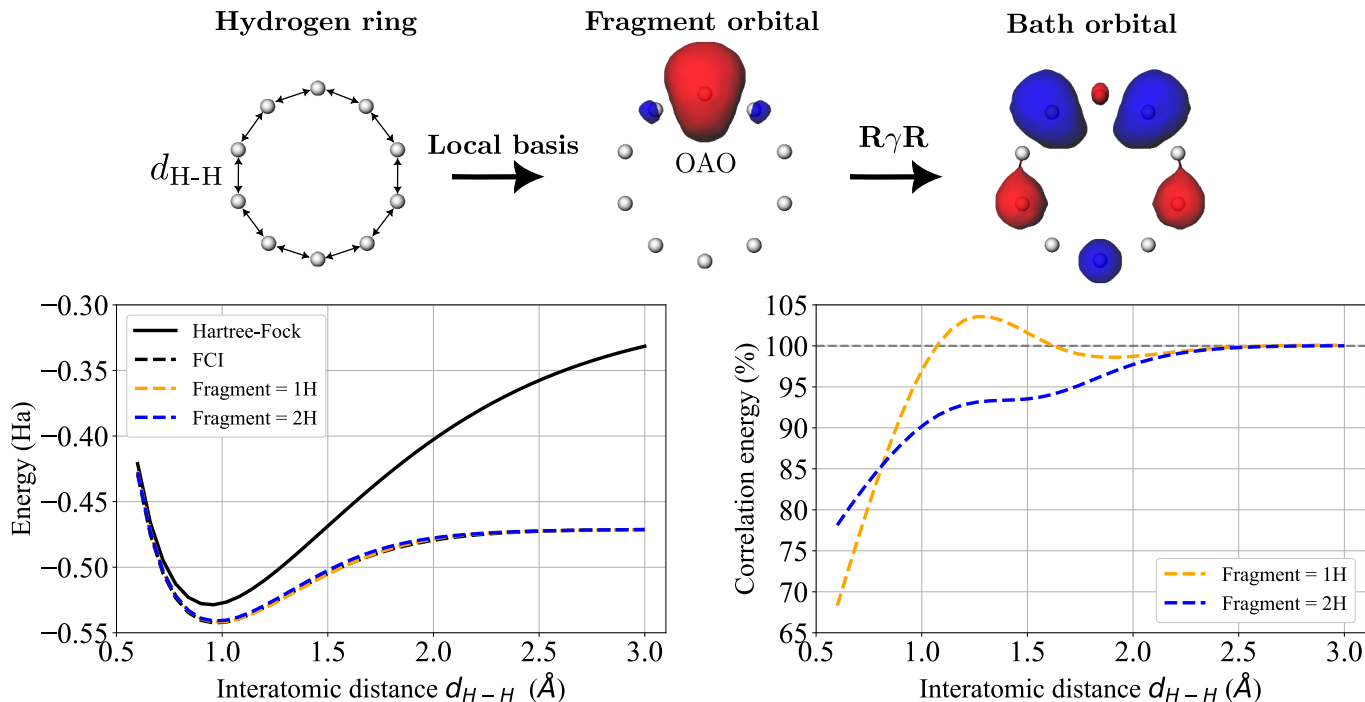 Hydrogen ring
Fragment orbital
Bath orbital
d_H-H
Local basis
OAO
RγR
−0.30
−0.35
−0.40
−0.45
−0.50
−0.55
Energy (Ha)
Hartree-Fock
FCI
Fragment = 1H
Fragment = 2H
0.5 1.0 1.5 2.0 2.5 3.0
Interatomic distance d_H−H (Å)
105
100
95
90
85
80
75
70
65
Correlation energy (%)
Fragment = 1H
Fragment = 2H
0.5 1.0 1.5 2.0 2.5 3.0
Interatomic distance d_H−H (Å)